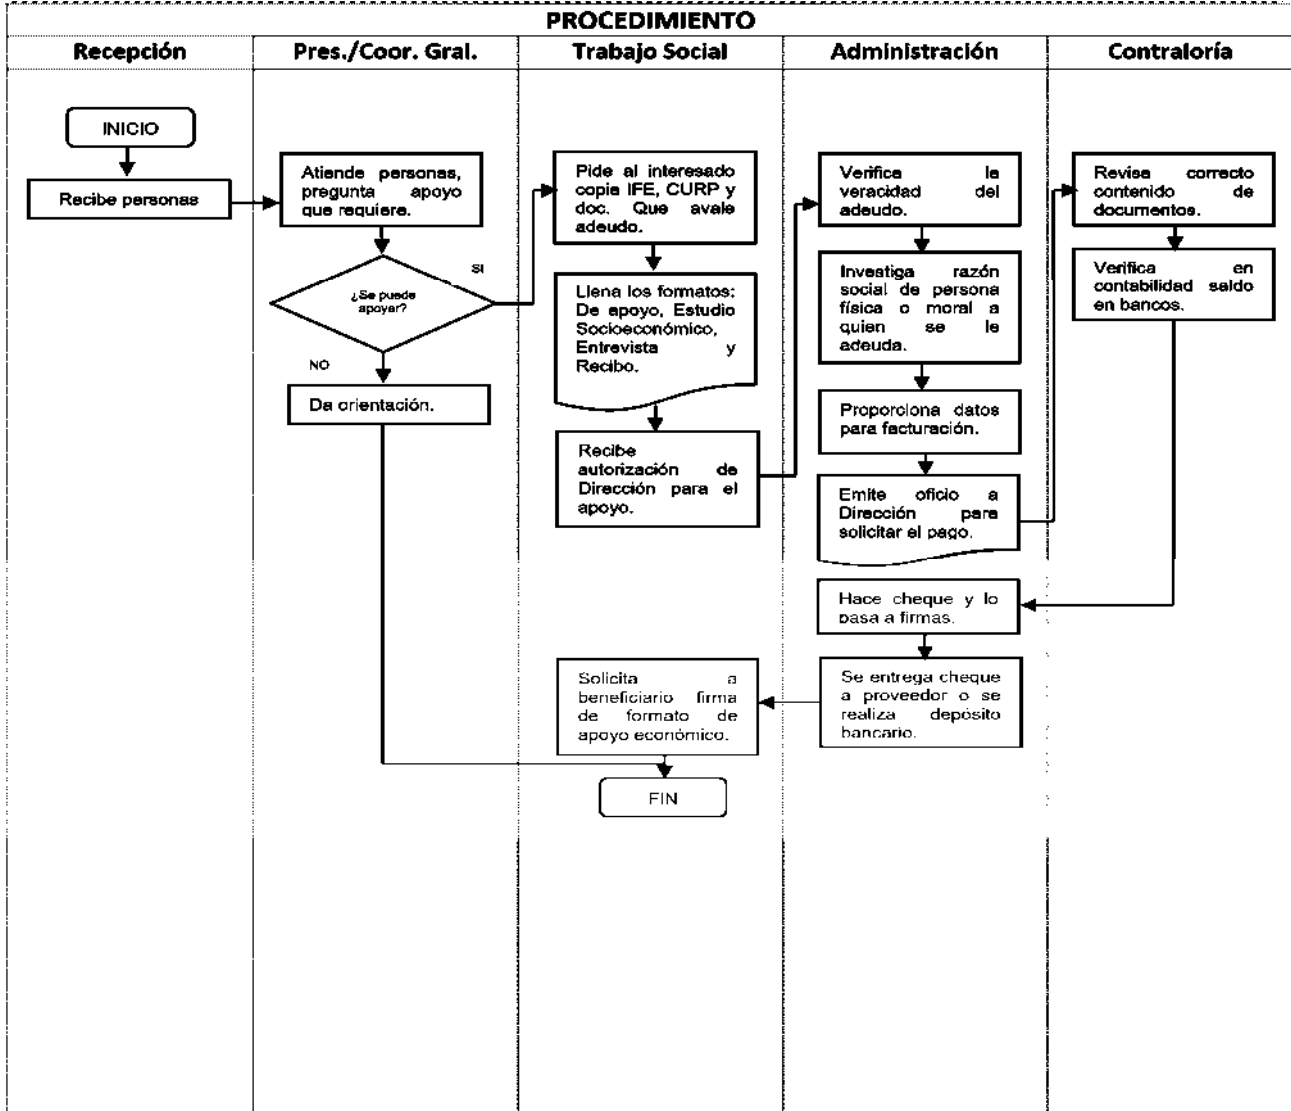 PROCEDIMIENTO
Recepción
Pres./Coor. Gral.
Trabajo Social
Administración
Contraloría
INICIO
Recibe personas
Atiende personas,
pregunta apoyo
que requiere.
¿Se puede
apoyar?
SI
NO
Da orientación.
Pide al interesado
copia IFE, CURP y
doc. Que avale
adeudo.
Llena los formatos:
De apoyo, Estudio
Socioeconómico,
Entrevista y
Recibo.
Recibe
autorización de
Dirección para el
apoyo.
Verifica la
veracidad del
adeudo.
Investiga razón
social de persona
física o moral a
quien se le
adeuda.
Proporciona datos
para facturación.
Emite oficio a
Dirección para
solicitar el pago.
Revisa correcto
contenido de
documentos.
Verifica en
contabilidad saldo
en bancos.
Hace cheque y lo
pasa a firmas.
Se entrega cheque
a proveedor o se
realiza depósito
bancario.
Solicita a
beneficiario firma
de formato de
apoyo económico.
FIN